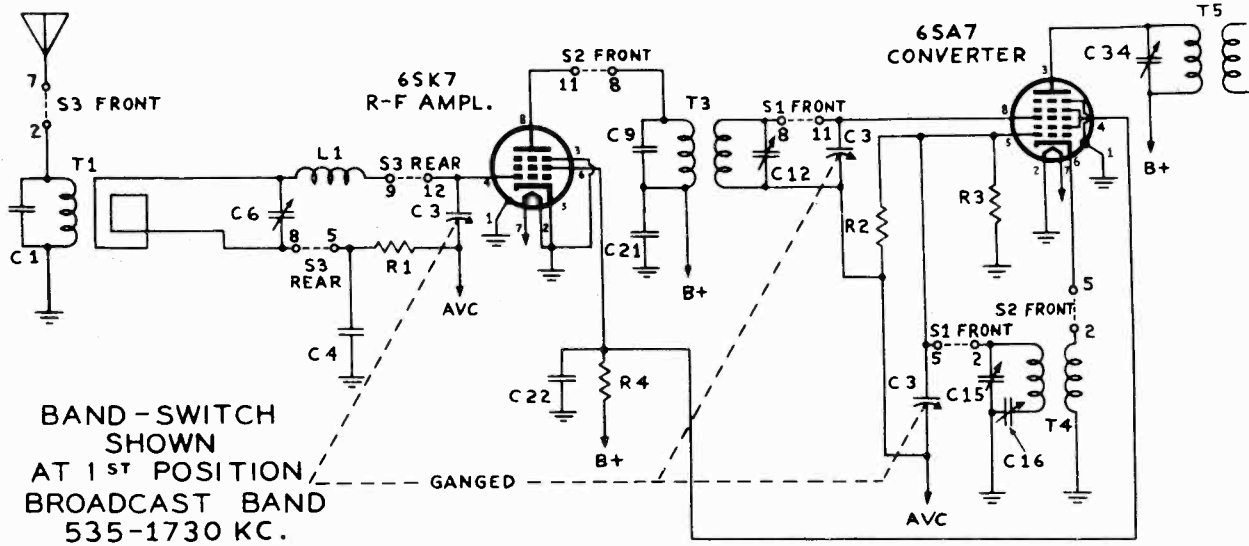 7
S3 FRONT
2
T1
C1
C6
L1
S3 REAR
9 12
8 5
S3
REAR
R1
C3
C4
AVC
6SK7
R-F AMPL.
8
3
6
4
5
1
7 2
S2 FRONT
11 8
C9
C21
T3
B+
C22
R4
B+
S1 FRONT
8 11
C12
C3
R2
R3
6SA7
CONVERTER
3
8
5
4
1
6
2 7
C34
T5
B+
5
S2 FRONT
2
S1 FRONT
5 2
C3
C15
C16
T4
AVC
GANGED
BAND-SWITCH
SHOWN
AT 1ST POSITION
BROADCAST BAND
535-1730 KC.